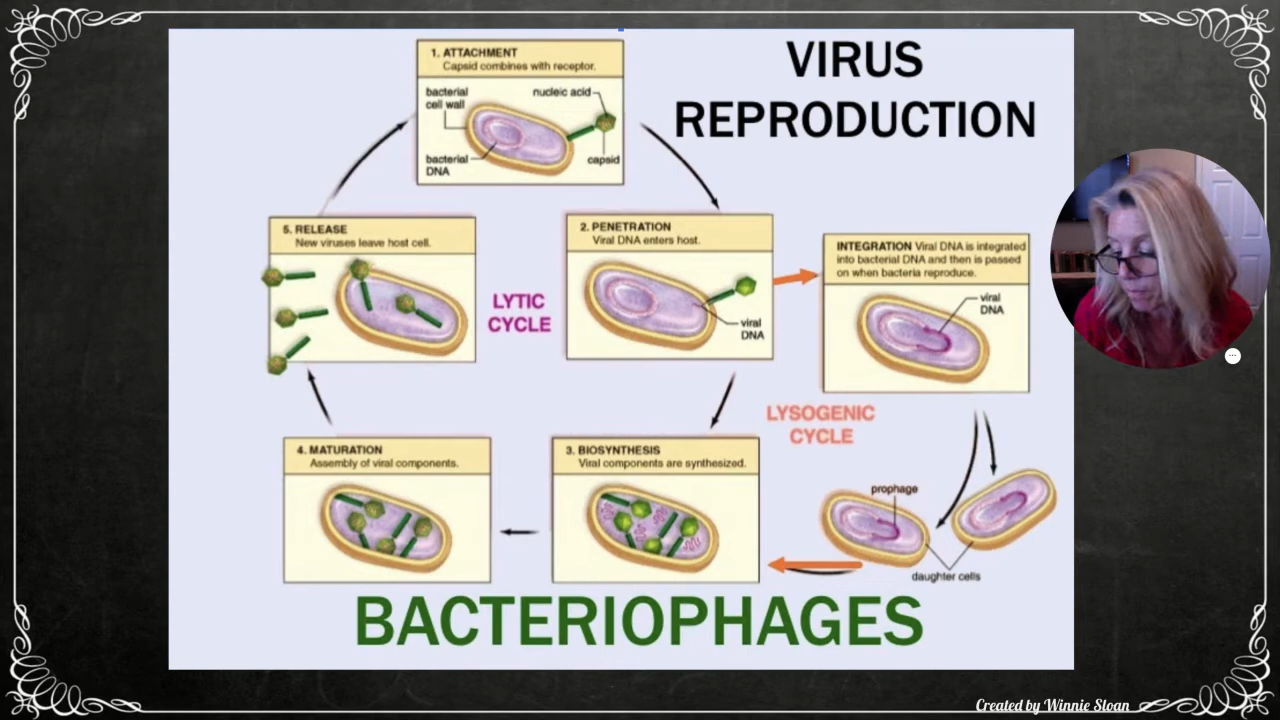 VIRUS
REPRODUCTION
1. ATTACHMENT
Capsid combines with receptor.
bacterial
cell wall
nucleic acid
bacterial
DNA
capsid
5. RELEASE
New viruses leave host cell.
LYTIC
CYCLE
2. PENETRATION
Viral DNA enters host.
viral
DNA
INTEGRATION Viral DNA is integrated
into bacterial DNA and then is passed
on when bacteria reproduce.
viral
DNA
LYSOGENIC
CYCLE
4. MATURATION
Assembly of viral components.
3. BIOSYNTHESIS
Viral components are synthesized.
prophage
daughter cells
BACTERIOPHAGES
Created by Winnie Sloan